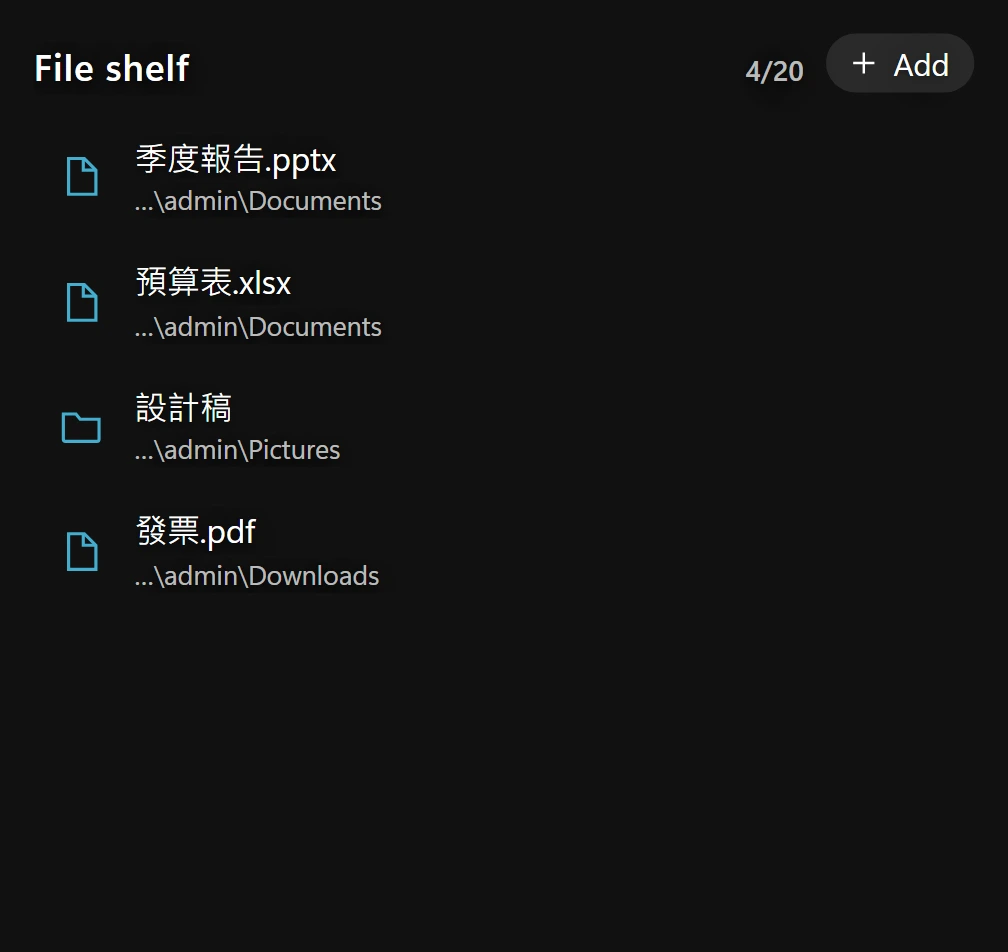 File shelf
4/20
+ Add
季度報告.pptx
...\admin\Documents
預算表.xlsx
...\admin\Documents
設計稿
...\admin\Pictures
發票.pdf
...\admin\Downloads